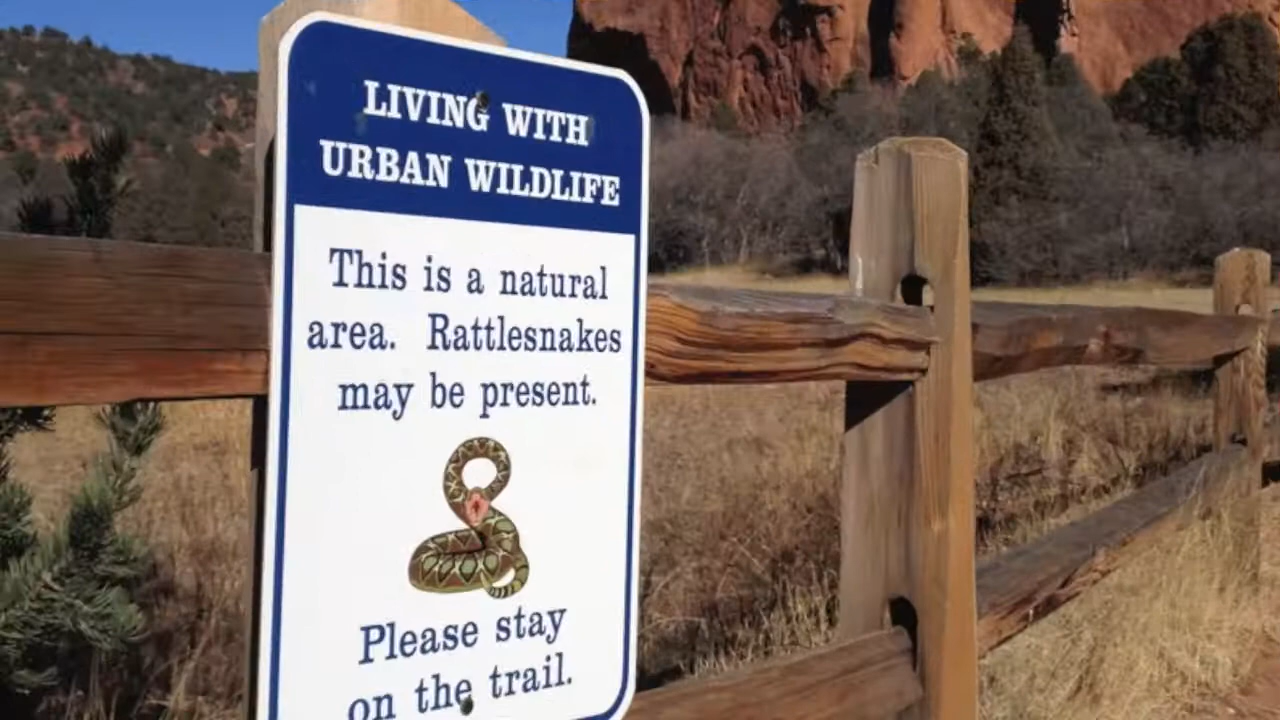 LIVING WITH
URBAN WILDLIFE
This is a natural
area. Rattlesnakes
may be present.
Please stay
on the trail.